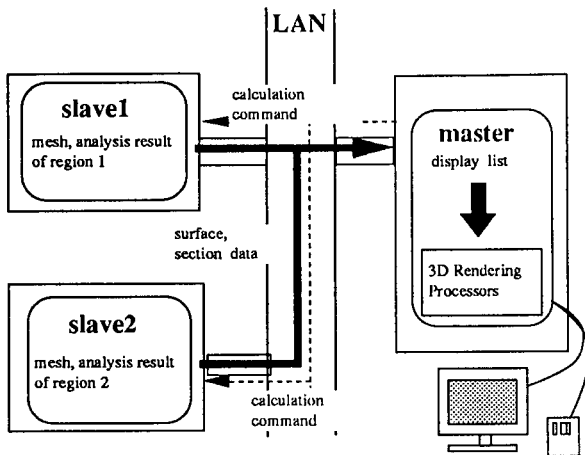 LAN
slave1
mesh, analysis result
of region 1
calculation
command
master
display list
3D Rendering
Processors
surface,
section data
slave2
mesh, analysis result
of region 2
calculation
command